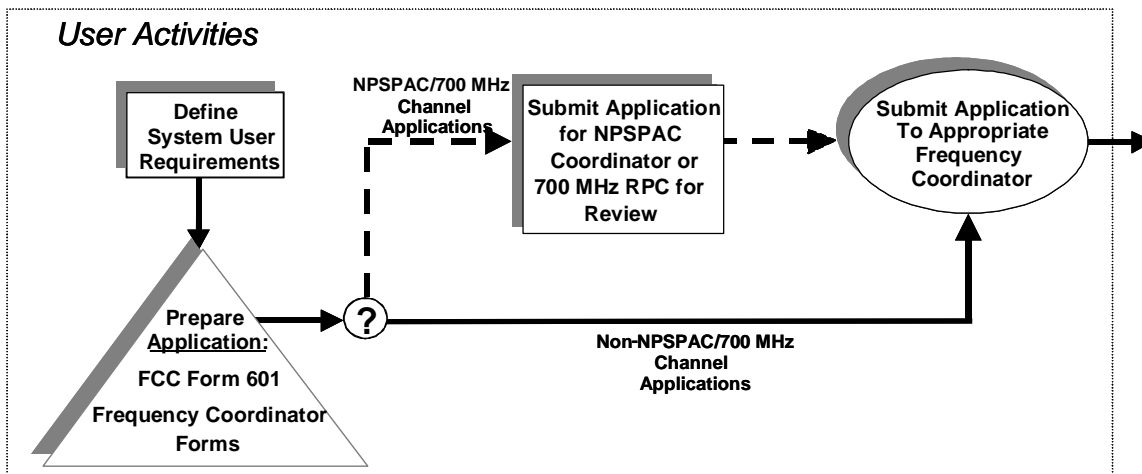 User Activities
Define
System User
Requirements
NPSPAC/700 MHz
Channel
Applications
Submit Application
for NPSPAC
Coordinator or
700 MHz RPC for
Review
Submit Application
To Appropriate
Frequency
Coordinator
Prepare
Application:
FCC Form 601
Frequency Coordinator
Forms
?
Non-NPSPAC/700 MHz
Channel
Applications